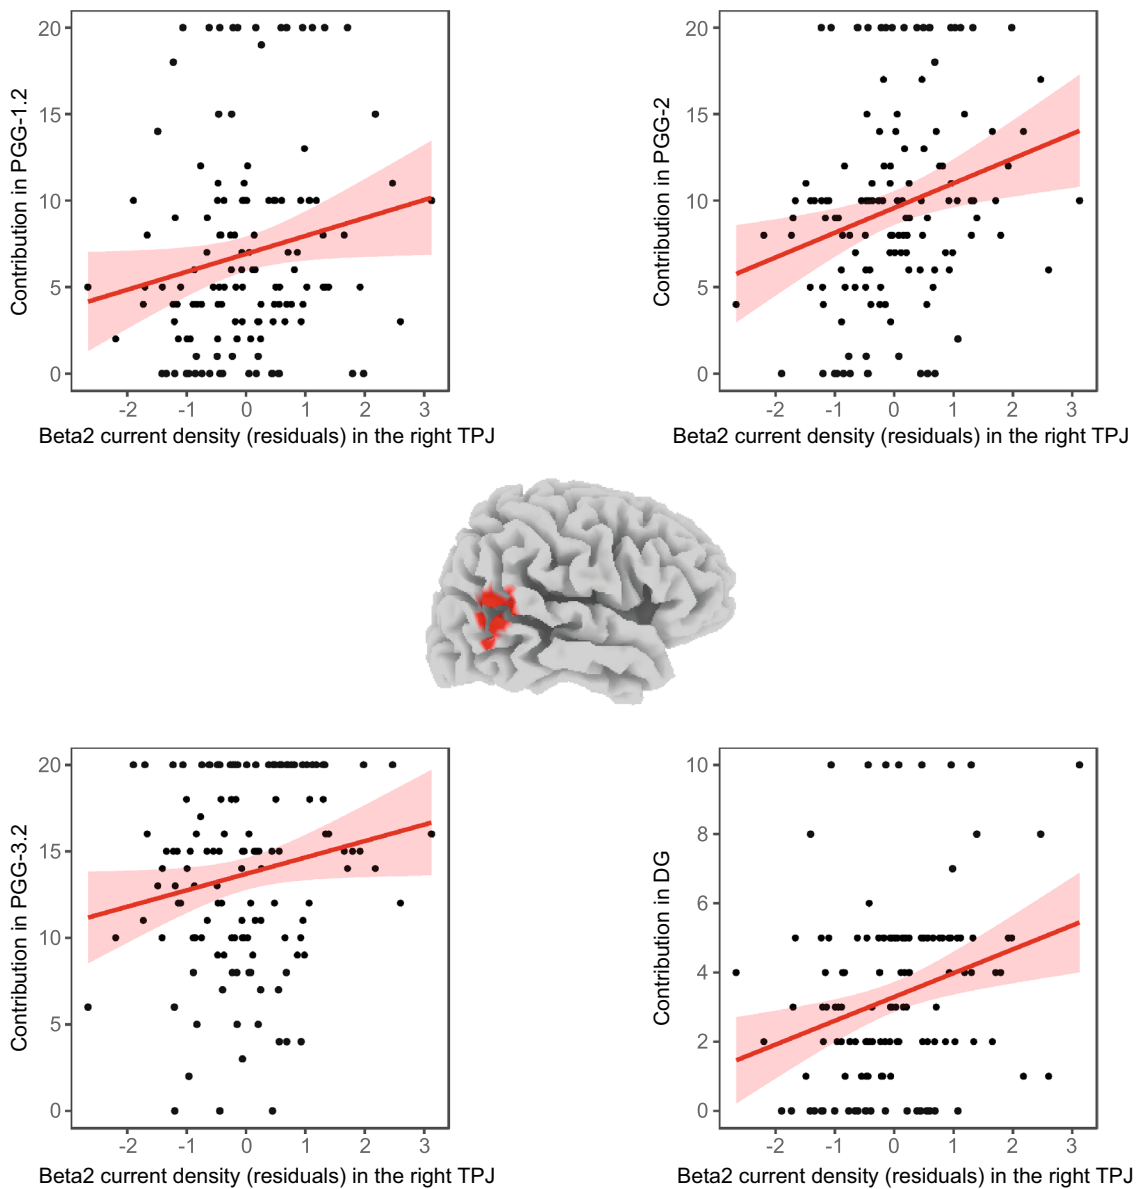 Contribution in PGG-1.2
20
15
10
5
0
-2 -1 0 1 2 3
Beta2 current density (residuals) in the right TPJ
Contribution in PGG-2
20
15
10
5
0
-2 -1 0 1 2 3
Beta2 current density (residuals) in the right TPJ
Contribution in PGG-3.2
20
15
10
5
0
-2 -1 0 1 2 3
Beta2 current density (residuals) in the right TPJ
Contribution in DG
10
8
6
4
2
0
-2 -1 0 1 2 3
Beta2 current density (residuals) in the right TPJ